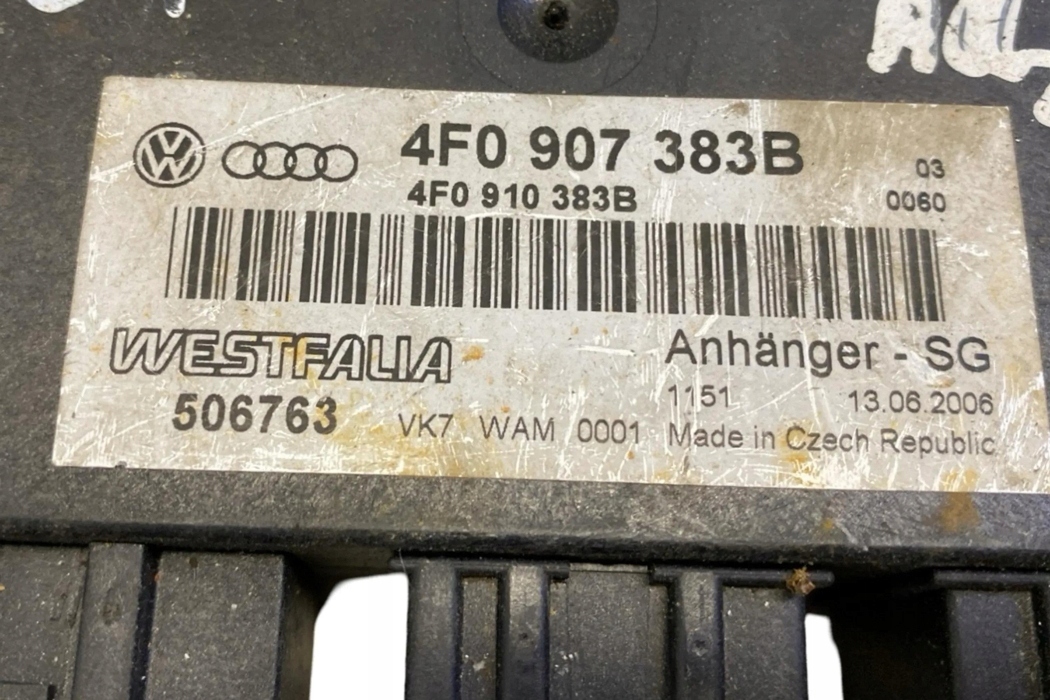 4F0 907 383B
03
4F0 910 383B
0060
WESTFALIA
Anhänger - SG
506763
1151 13.06.2006
VK7 WAM 0001
Made in Czech Republic